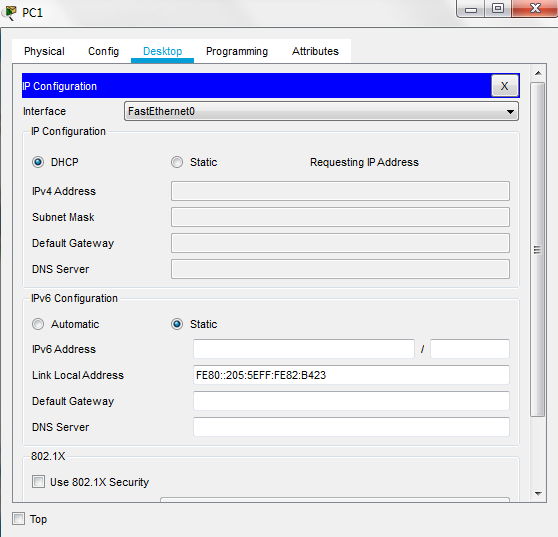 PC1
Physical Config Desktop Programming Attributes
IP Configuration X
Interface FastEthernet0
IP Configuration
DHCP Static Requesting IP Address
IPv4 Address
Subnet Mask
Default Gateway
DNS Server
IPv6 Configuration
Automatic Static
IPv6 Address /
Link Local Address FE80::205:5EFF:FE82:B423
Default Gateway
DNS Server
802.1X
Use 802.1X Security
Top